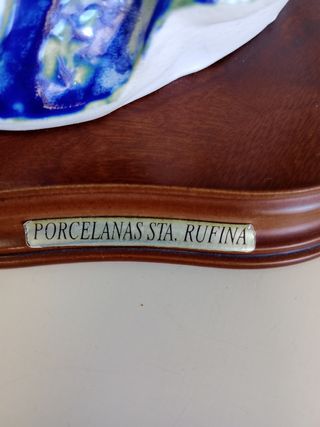 PORCELANAS STA. RUFINA